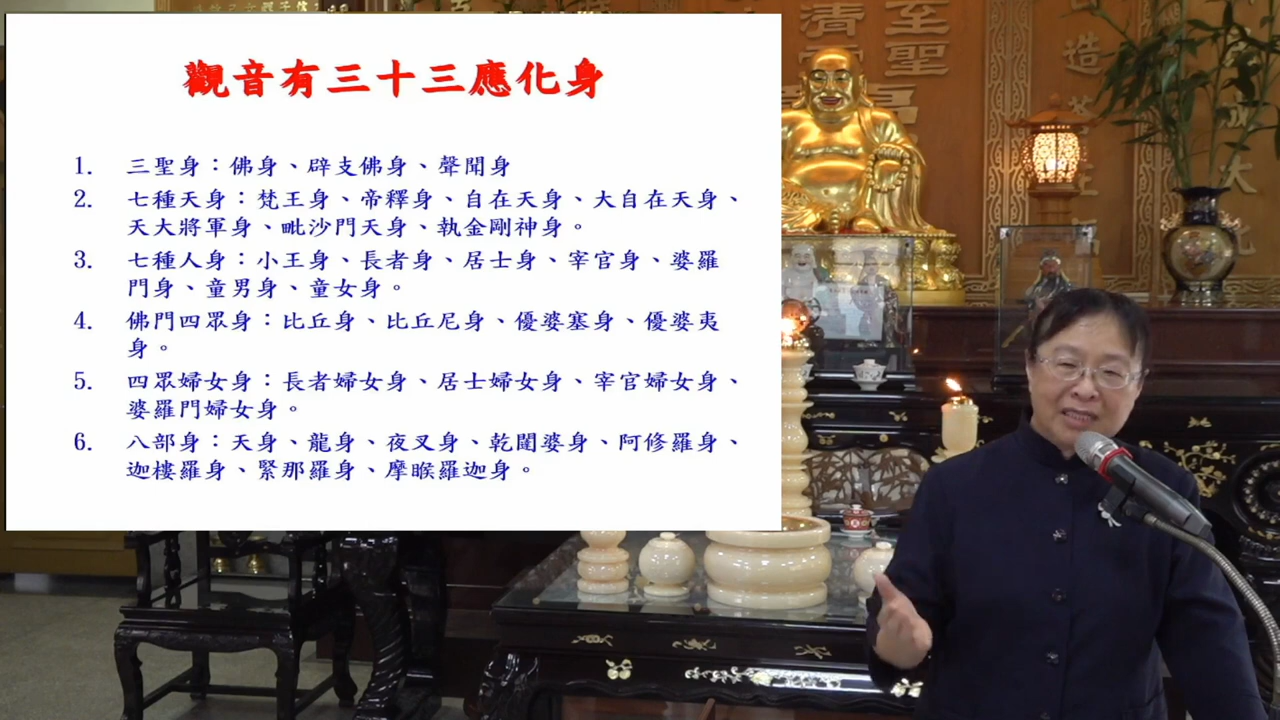 觀音有三十三應化身
1. 三聖身：佛身、辟支佛身、聲聞身
2. 七種天身：梵王身、帝釋身、自在天身、大自在天身、
天大將軍身、毗沙門天身、執金剛神身。
3. 七種人身：小王身、長者身、居士身、宰官身、婆羅
門身、童男身、童女身。
4. 佛門四眾身：比丘身、比丘尼身、優婆塞身、優婆夷
身。
5. 四眾婦女身：長者婦女身、居士婦女身、宰官婦女身、
婆羅門婦女身。
6. 八部身：天身、龍身、夜叉身、乾闥婆身、阿修羅身、
迦樓羅身、緊那羅身、摩睺羅迦身。
至聖
清
造
大